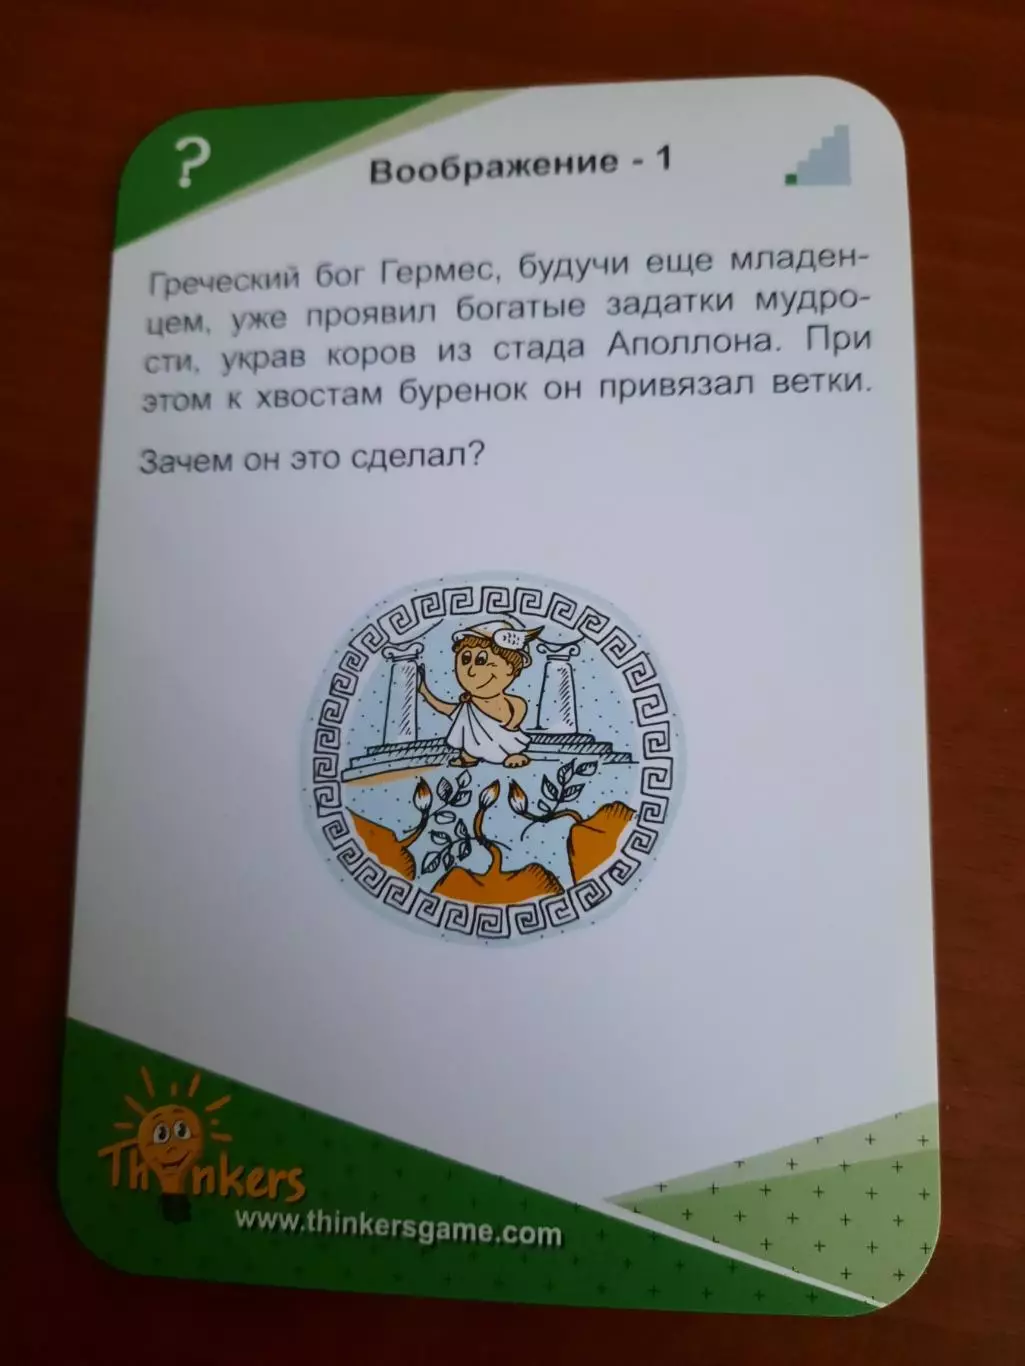 ?
Воображение - 1
Греческий бог Гермес, будучи еще младен-
цем, уже проявил богатые задатки мудро-
сти, украв коров из стада Аполлона. При
этом к хвостам буренок он привязал ветки.
Зачем он это сделал?
Thinkers
www.thinkersgame.com